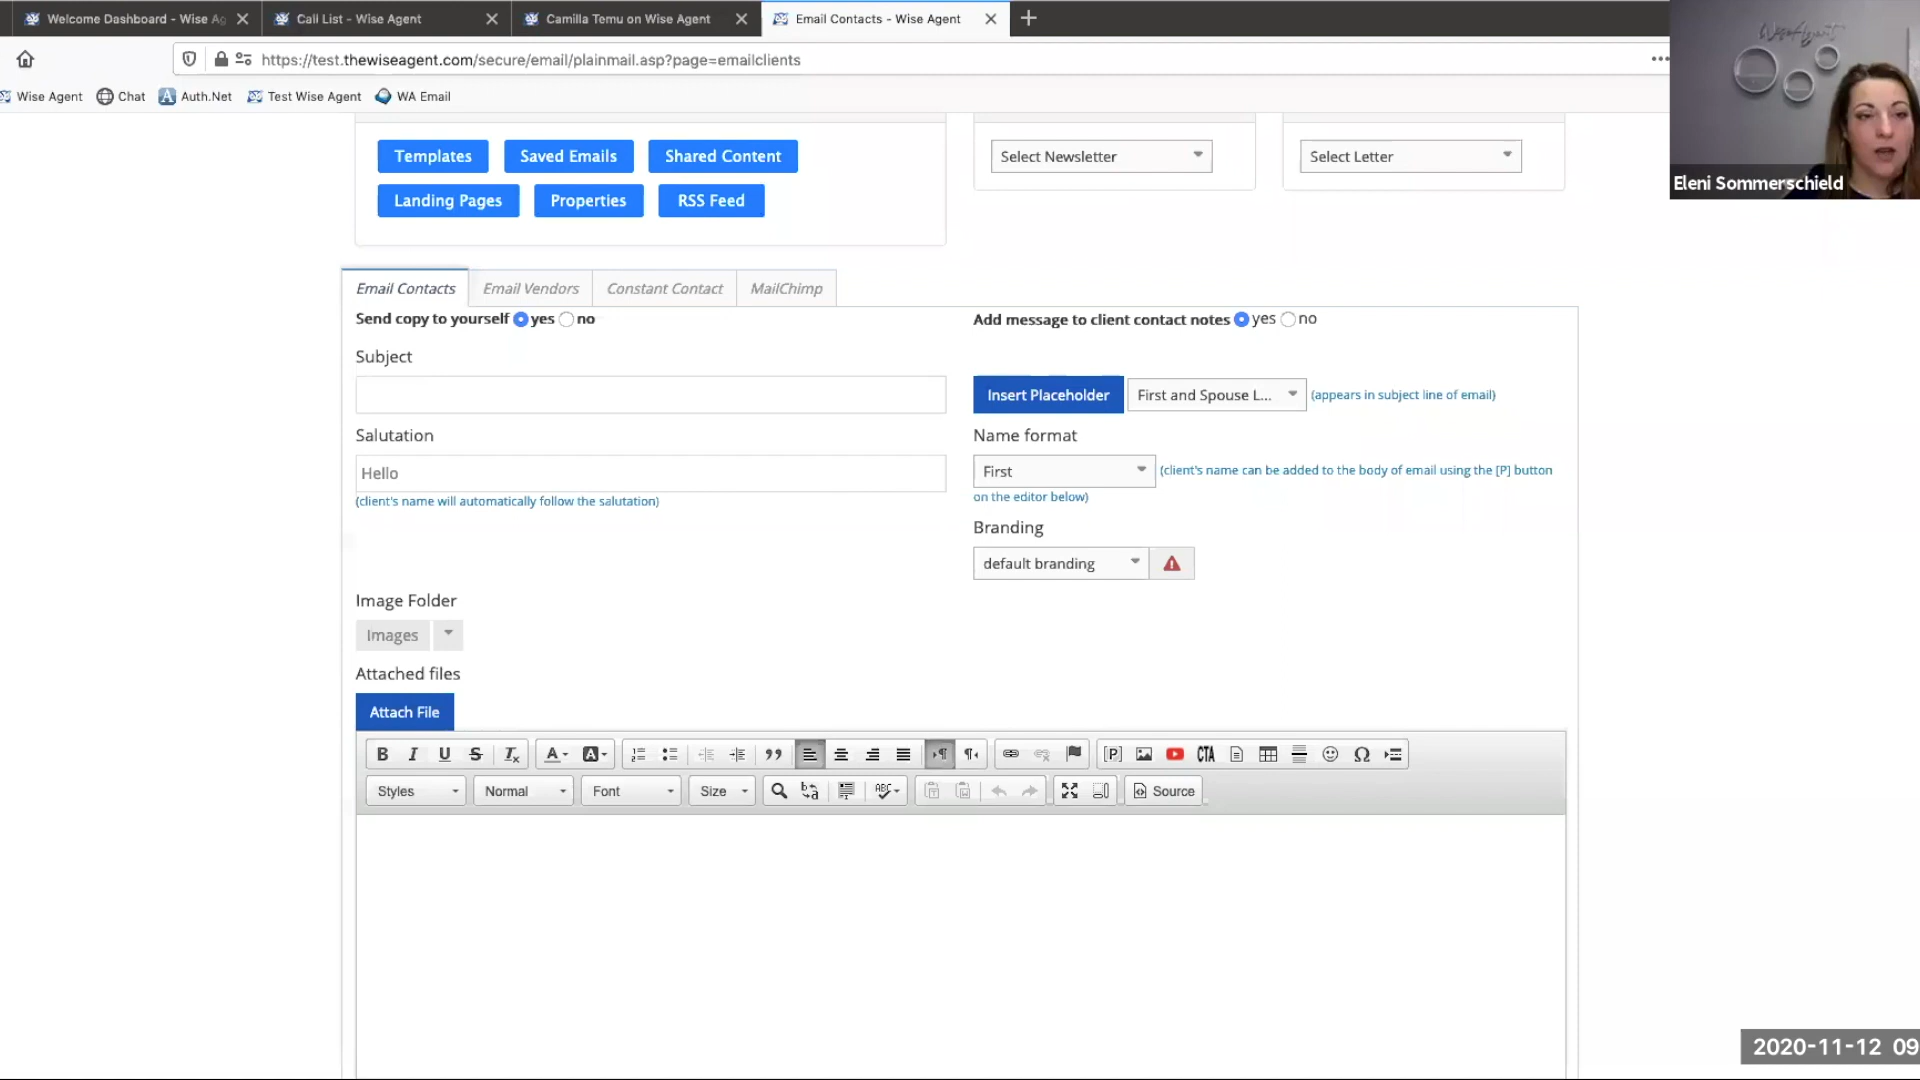 Welcome Dashboard - Wise Ag
Call List - Wise Agent
Camilla Temu on Wise Agent
Email Contacts - Wise Agent
https://test.thewiseagent.com/secure/email/plainmail.asp?page=emailclients
Wise Agent
Chat
Auth.Net
Test Wise Agent
WA Email
WiseAgent
Eleni Sommerschield
Templates
Saved Emails
Shared Content
Select Newsletter
Select Letter
Landing Pages
Properties
RSS Feed
Email Contacts
Email Vendors
Constant Contact
MailChimp
Send copy to yourself yes no
Add message to client contact notes yes no
Subject
Insert Placeholder
First and Spouse L...
(appears in subject line of email)
Salutation
Name format
Hello
First
(client's name can be added to the body of email using the [P] button
on the editor below)
(client's name will automatically follow the salutation)
Branding
default branding
Image Folder
Images
Attached files
Attach File
B I U S Tx A A [P] CTA Ω
Styles
Normal
Font
Size
ABC
Source
2020-11-12 09